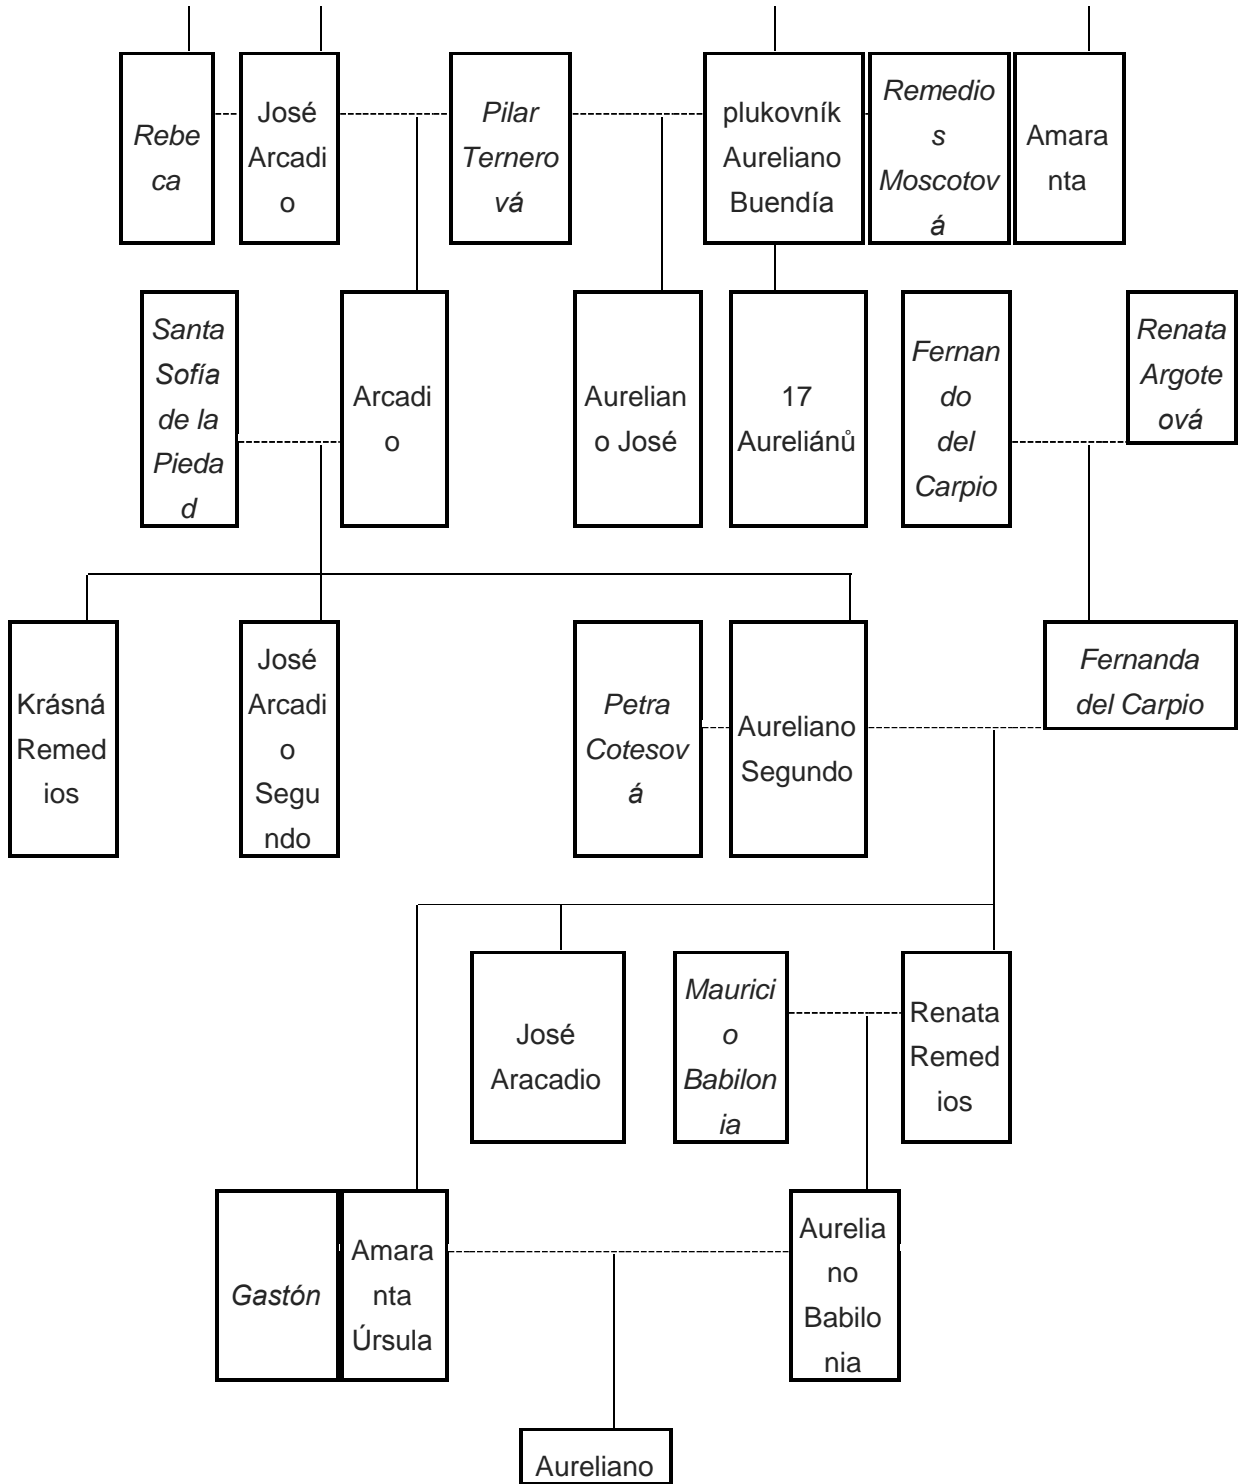 Rebe
ca
José
Arcadi
o
Pilar
Ternero
vá
plukovník
Aureliano
Buendía
Remedio
s
Moscotov
á
Amara
nta
Santa
Sofía
de la
Pieda
d
Arcadi
o
Aurelian
o José
17
Aureliánů
Fernan
do
del
Carpio
Renata
Argote
ová
Krásná
Remed
ios
José
Arcadi
o
Segu
ndo
Petra
Cotesov
á
Aureliano
Segundo
Fernanda
del Carpio
José
Aracadio
Maurici
o
Babilon
ia
Renata
Remed
ios
Gastón
Amara
nta
Úrsula
Aurelia
no
Babilo
nia
Aureliano